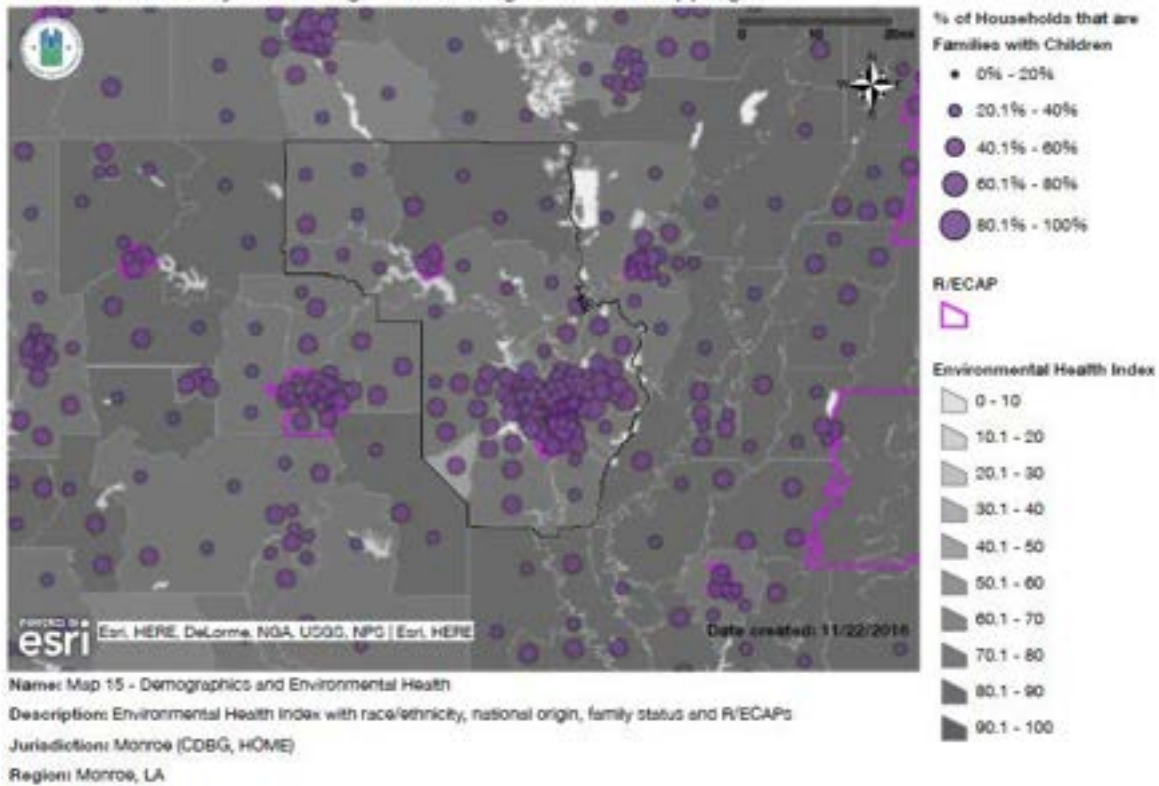 % of Households that are
Families with Children
0% - 20%
20.1% - 40%
40.1% - 60%
60.1% - 80%
80.1% - 100%
R/ECAP
Environmental Health Index
0 - 10
10.1 - 20
20.1 - 30
30.1 - 40
40.1 - 50
50.1 - 60
60.1 - 70
70.1 - 80
80.1 - 90
90.1 - 100
0 10 20mi
POWERED BY
esri
Esri, HERE, DeLorme, NGA, USGS, NPS | Esri, HERE
Date created: 11/22/2016
Name: Map 15 - Demographics and Environmental Health
Description: Environmental Health Index with race/ethnicity, national origin, family status and R/ECAPs
Jurisdiction: Monroe (CDBG, HOME)
Region: Monroe, LA